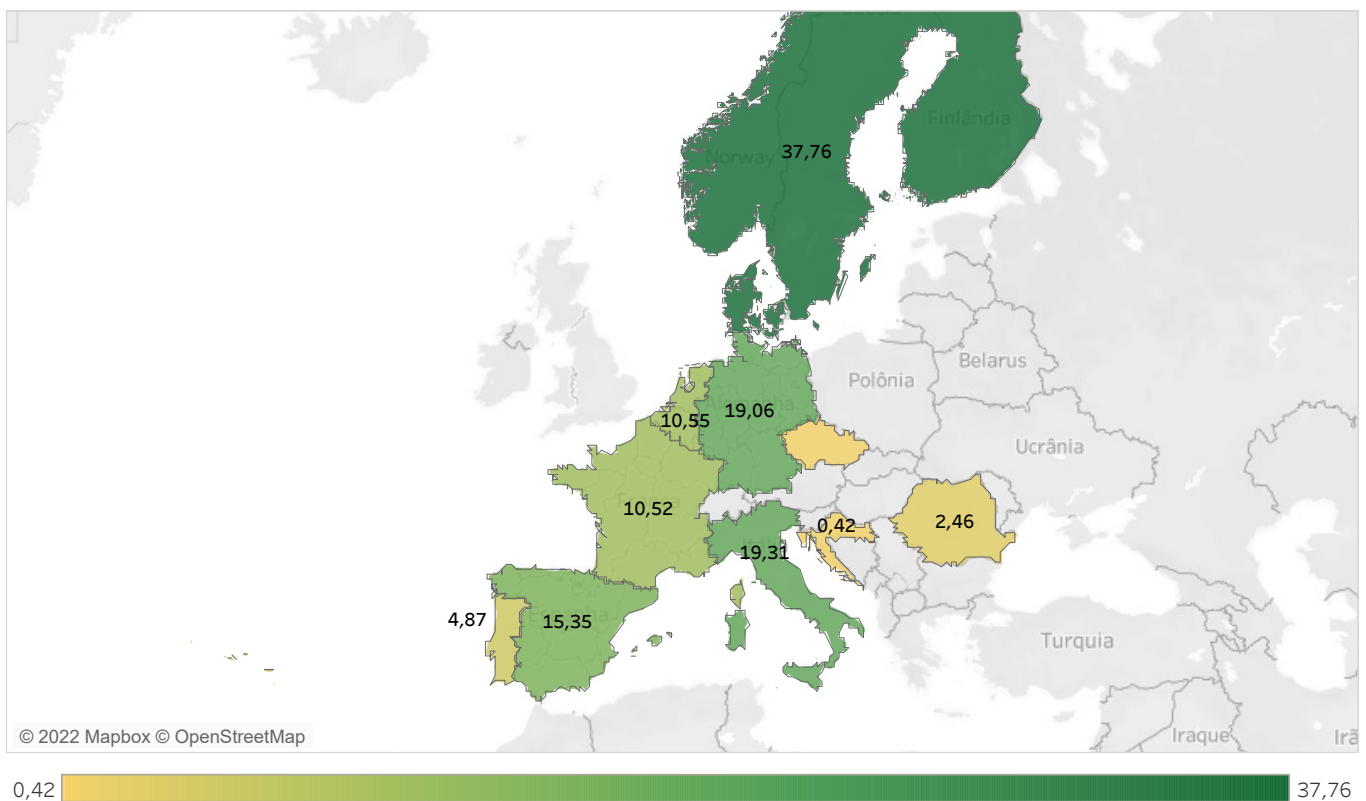 Finlândia
Norway
37,76
Belarus
Polônia
19,06
10,55
Ucrânia
10,52
0,42
2,46
19,31
4,87
15,35
Turquia
© 2022 Mapbox © OpenStreetMap
Iraque
Irã
0,42
37,76